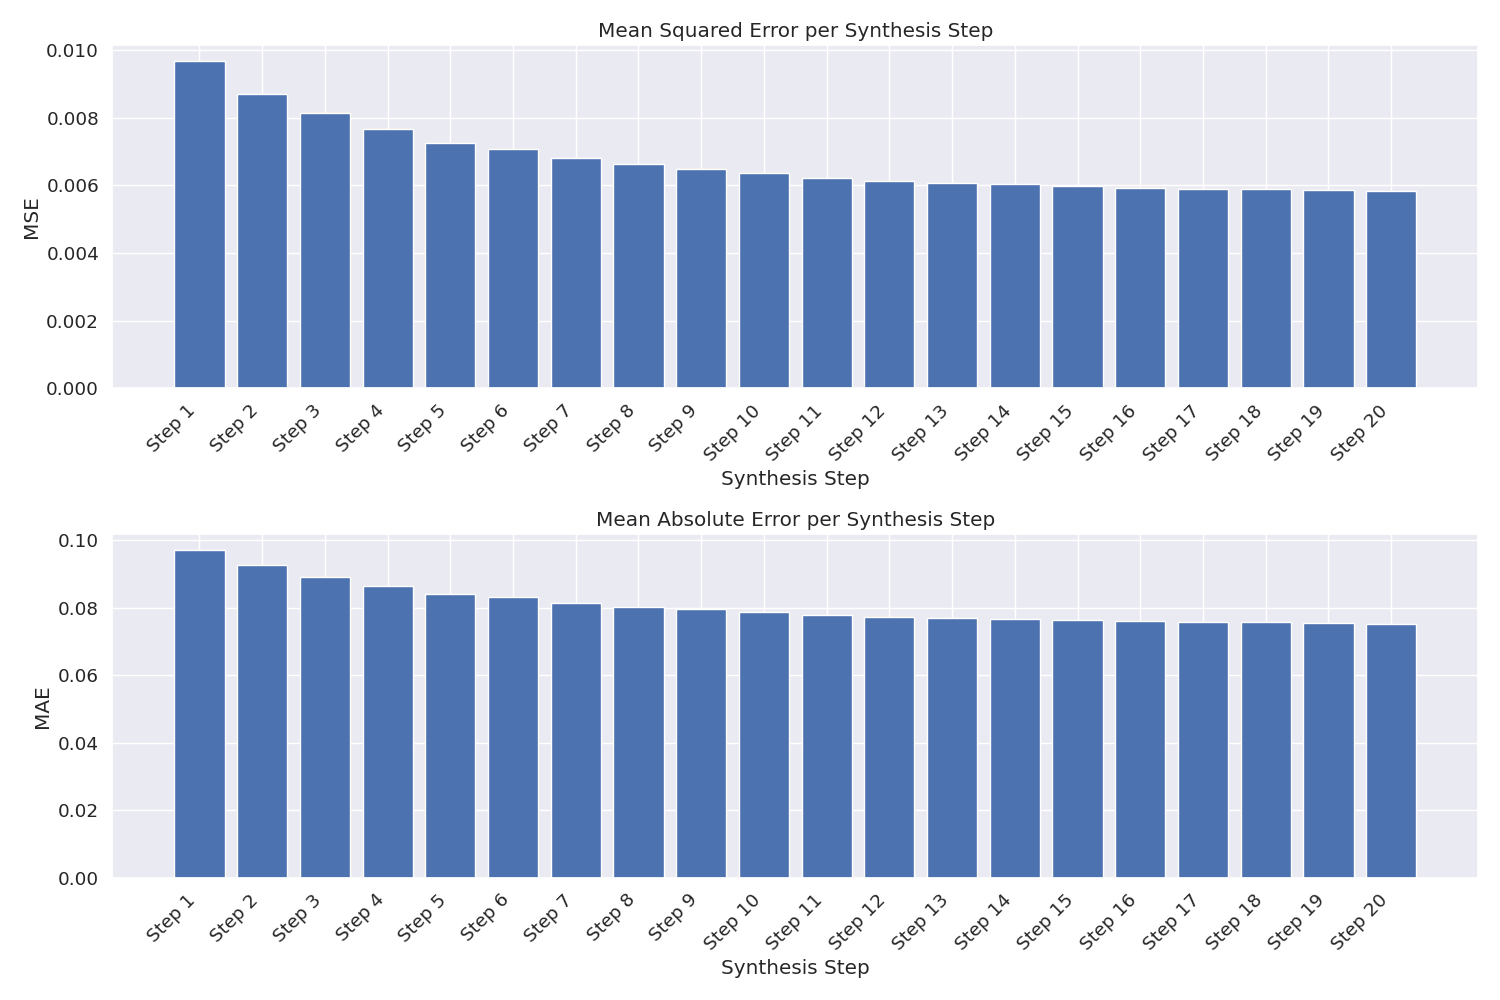 Mean Squared Error per Synthesis Step
0.010
0.008
0.006
0.004
0.002
0.000
MSE
Step 1
Step 2
Step 3
Step 4
Step 5
Step 6
Step 7
Step 8
Step 9
Step 10
Step 11
Step 12
Step 13
Step 14
Step 15
Step 16
Step 17
Step 18
Step 19
Step 20
Synthesis Step
Mean Absolute Error per Synthesis Step
0.10
0.08
0.06
0.04
0.02
0.00
MAE
Step 1
Step 2
Step 3
Step 4
Step 5
Step 6
Step 7
Step 8
Step 9
Step 10
Step 11
Step 12
Step 13
Step 14
Step 15
Step 16
Step 17
Step 18
Step 19
Step 20
Synthesis Step